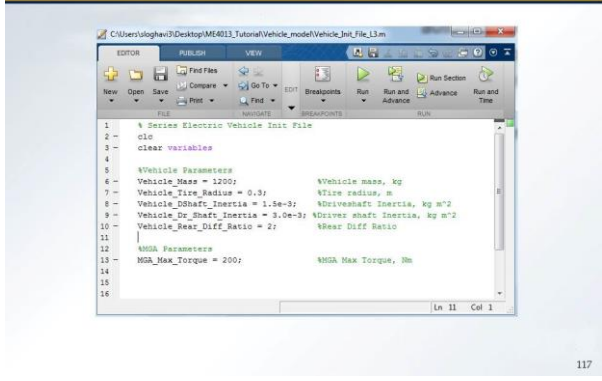 C:\Users\sloghavi3\Desktop\ME4013_Tutorial\Vehicle_model\Vehicle_Init_File_L3.m
EDITOR PUBLISH VIEW
Find Files
Compare Go To Run Section
New Open Save Print Find EDIT Breakpoints Run Run and Advance Advance Run and Time
FILE NAVIGATE BREAKPOINTS RUN
1 % Series Electric Vehicle Init File
2 - clc
3 - clear variables
4
5 %Vehicle Parameters
6 - Vehicle_Mass = 1200; %Vehicle mass, kg
7 - Vehicle_Tire_Radius = 0.3; %Tire radius, m
8 - Vehicle_DShaft_Inertia = 1.5e-3; %Driveshaft Inertia, kg m^2
9 - Vehicle_Dr_Shaft_Inertia = 3.0e-3; %Driver shaft Inertia, kg m^2
10 - Vehicle_Rear_Diff_Ratio = 2; %Rear Diff Ratio
11
12 %MGA Parameters
13 - MGA_Max_Torque = 200; %MGA Max Torque, Nm
14
15
16
Ln 11 Col 1
117